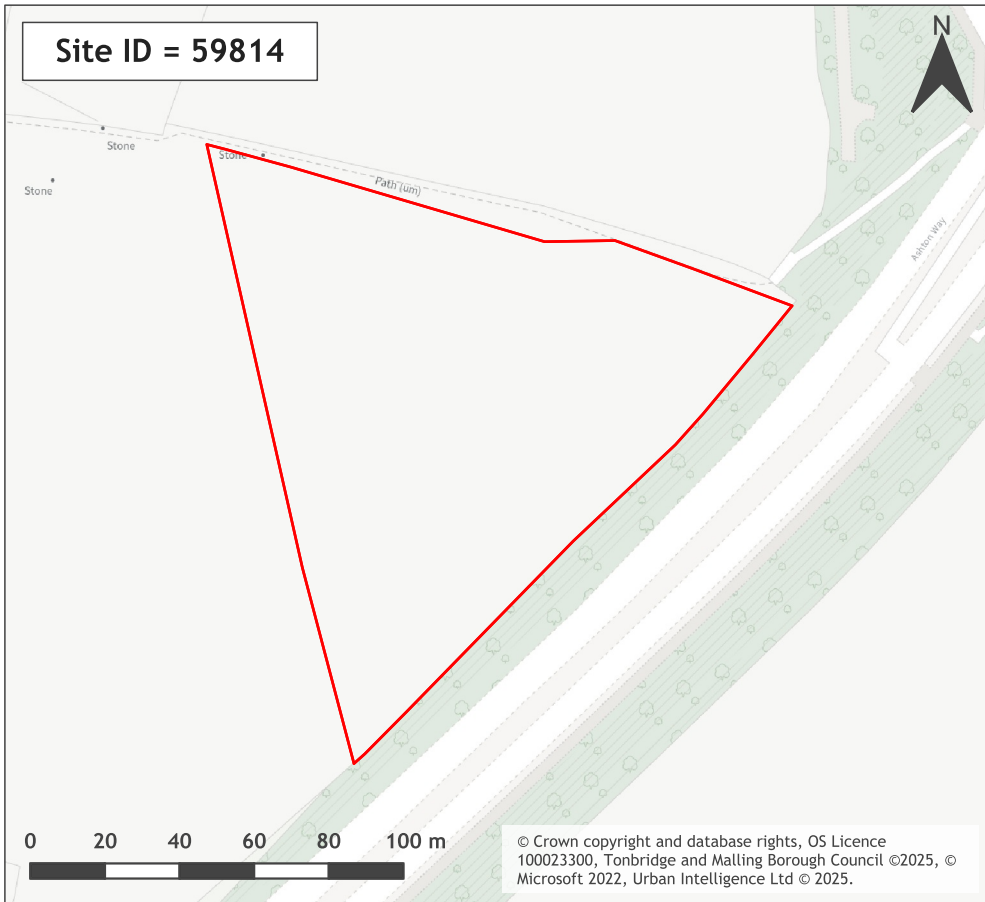 Site ID = 59814
N
Stone
Stone
Stone
Path (um)
Ashton Way
0 20 40 60 80 100 m
© Crown copyright and database rights, OS Licence
100023300, Tonbridge and Malling Borough Council ©2025, ©
Microsoft 2022, Urban Intelligence Ltd © 2025.